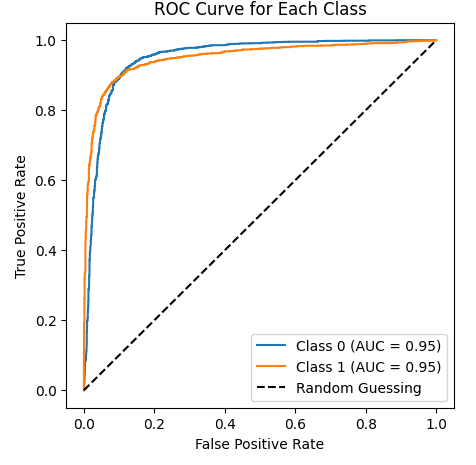 ROC Curve for Each Class
True Positive Rate
1.0
0.8
0.6
0.4
0.2
0.0
0.0 0.2 0.4 0.6 0.8 1.0
False Positive Rate
Class 0 (AUC = 0.95)
Class 1 (AUC = 0.95)
Random Guessing